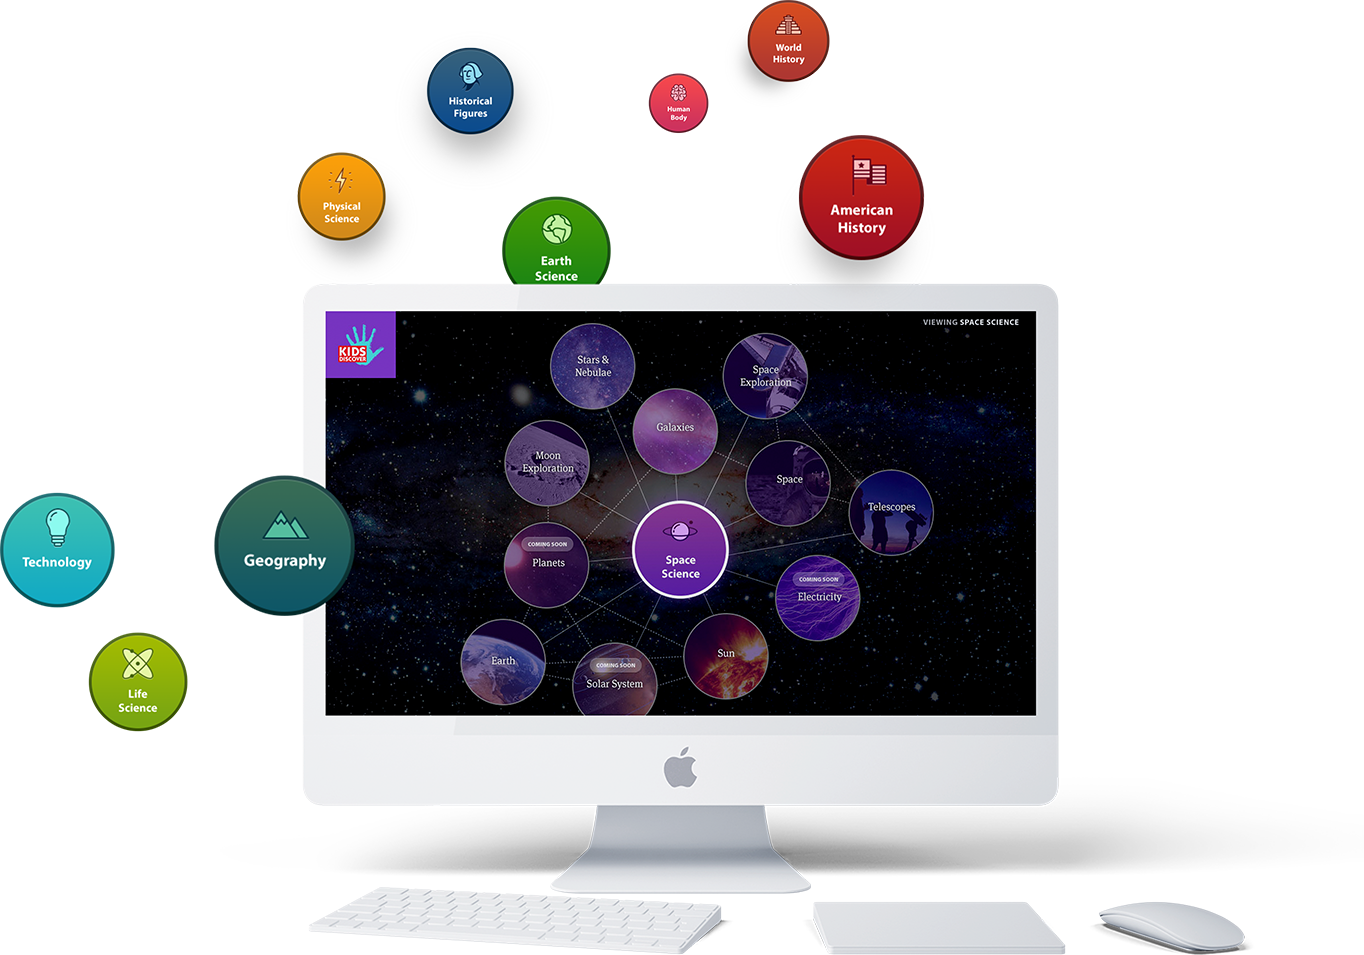 World
History
Historical
Figures
Human
Body
Physical
Science
American
History
Earth
Science
KIDS
DISCOVER
VIEWING SPACE SCIENCE
Stars &
Nebulae
Space
Exploration
Galaxies
Moon
Exploration
Space
Telescopes
COMING SOON
Planets
Space
Science
COMING SOON
Electricity
Earth
COMING SOON
Solar System
Sun
Technology
Geography
Life
Science